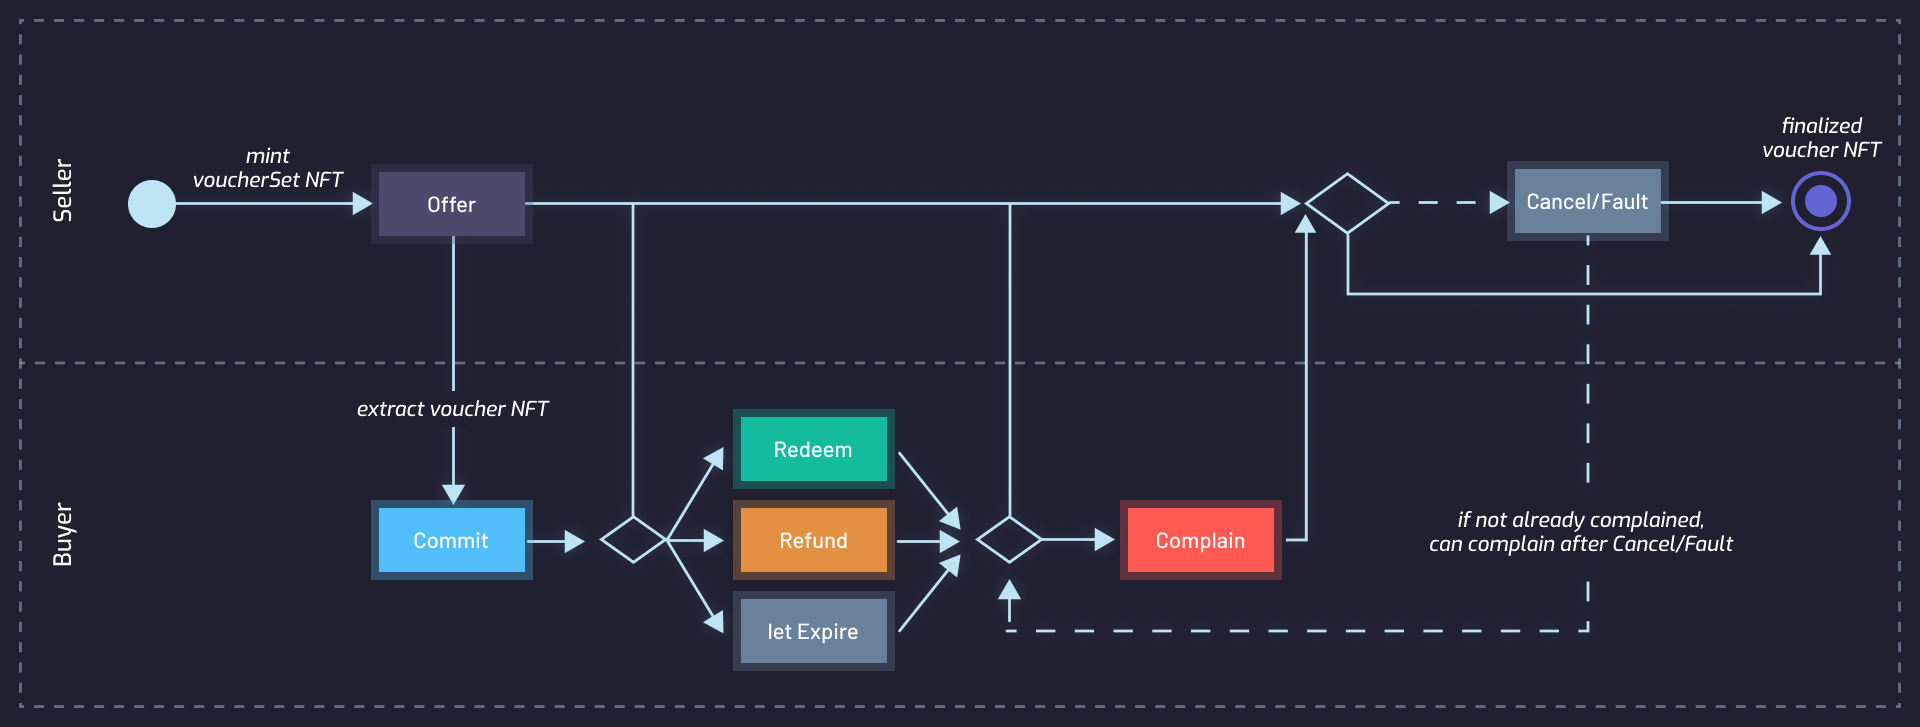 Seller
mint
voucherSet NFT
Offer
Cancel/Fault
finalized
voucher NFT
extract voucher NFT
Buyer
Commit
Redeem
Refund
let Expire
Complain
if not already complained,
can complain after Cancel/Fault